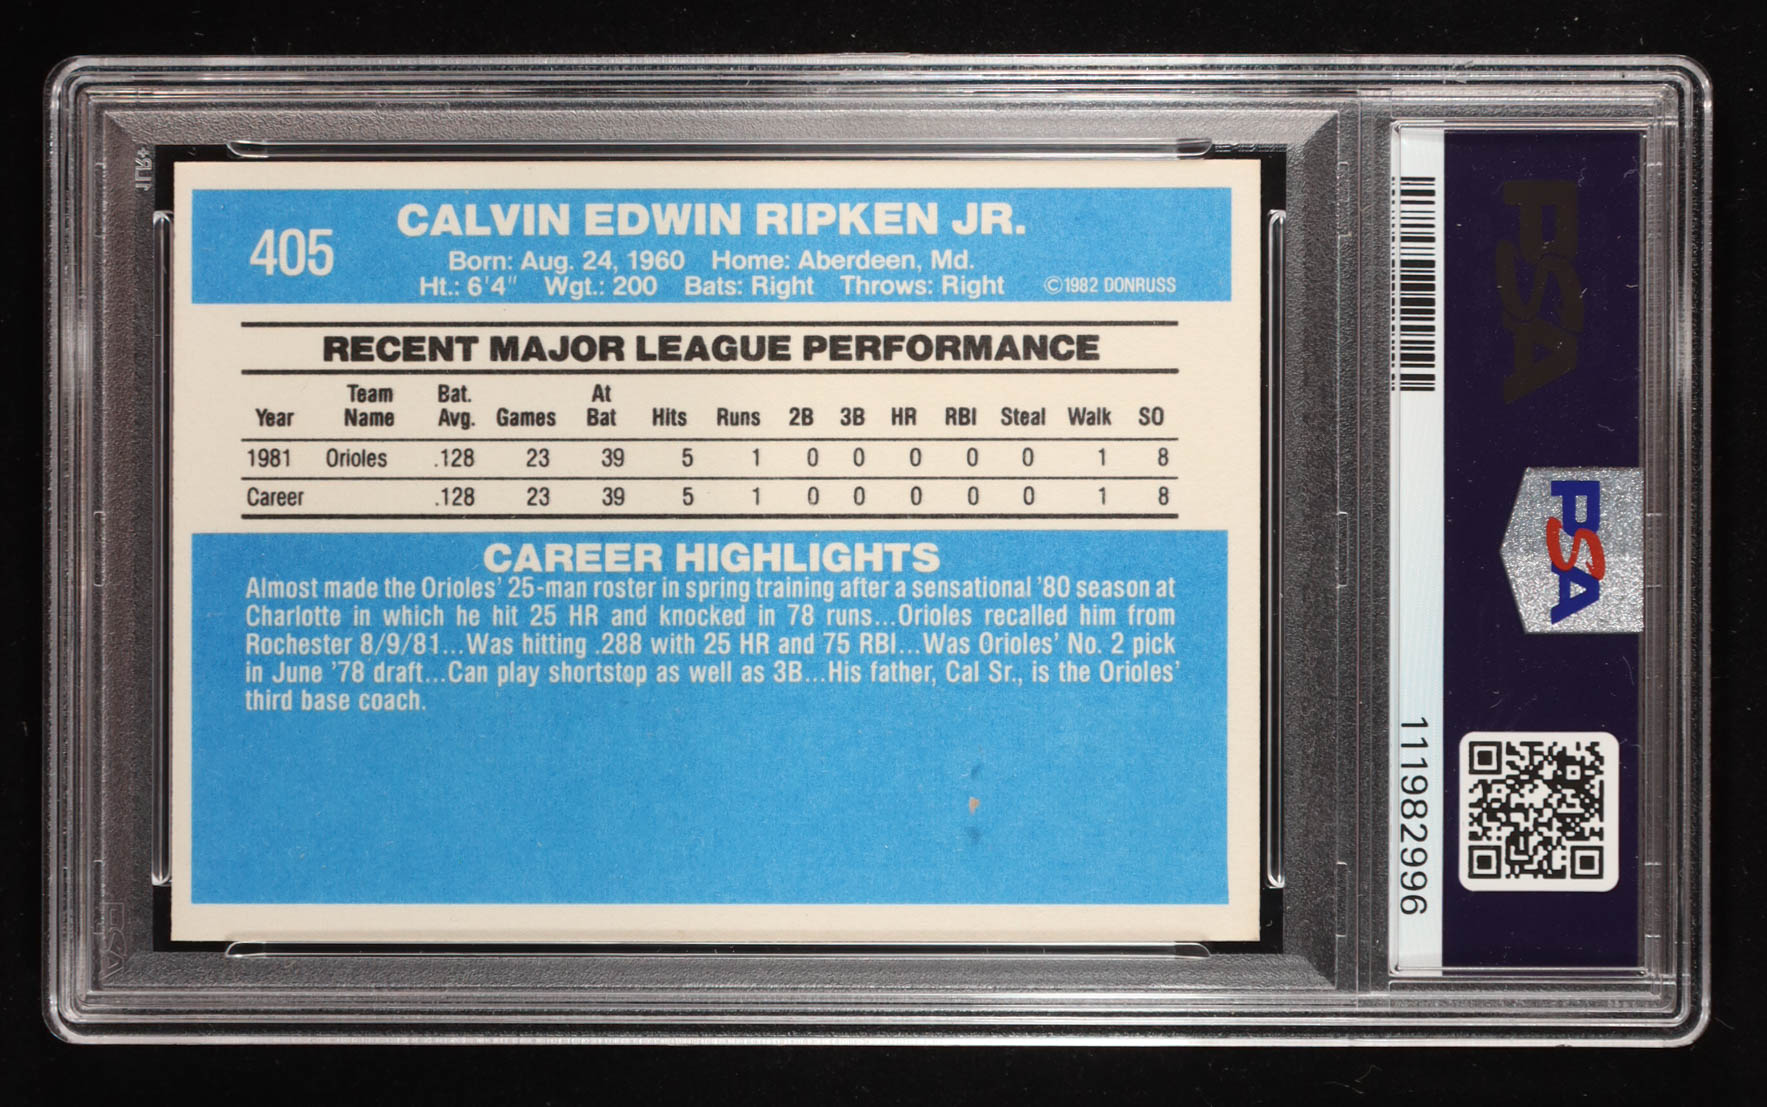 405
CALVIN EDWIN RIPKEN JR.
Born: Aug. 24, 1960 Home: Aberdeen, Md.
Ht.: 6'4" Wgt.: 200 Bats: Right Throws: Right ©1982 DONRUSS
RECENT MAJOR LEAGUE PERFORMANCE
Year Team Name Bat. Avg. Games At Bat Hits Runs 2B 3B HR RBI Steal Walk SO
1981 Orioles .128 23 39 5 1 0 0 0 0 0 1 8
Career .128 23 39 5 1 0 0 0 0 0 1 8
CAREER HIGHLIGHTS
Almost made the Orioles' 25-man roster in spring training after a sensational '80 season at
Charlotte in which he hit 25 HR and knocked in 78 runs...Orioles recalled him from
Rochester 8/9/81...Was hitting .288 with 25 HR and 75 RBI...Was Orioles' No. 2 pick
in June '78 draft...Can play shortstop as well as 3B...His father, Cal Sr., is the Orioles'
third base coach.
PSA
PSA
111982996